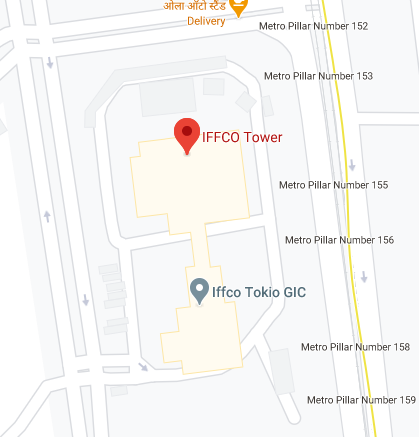 ओला ऑटो स्टैंड
Delivery
Metro Pillar Number 152
Metro Pillar Number 153
IFFCO Tower
Metro Pillar Number 155
Metro Pillar Number 156
Iffco Tokio GIC
Metro Pillar Number 158
Metro Pillar Number 159